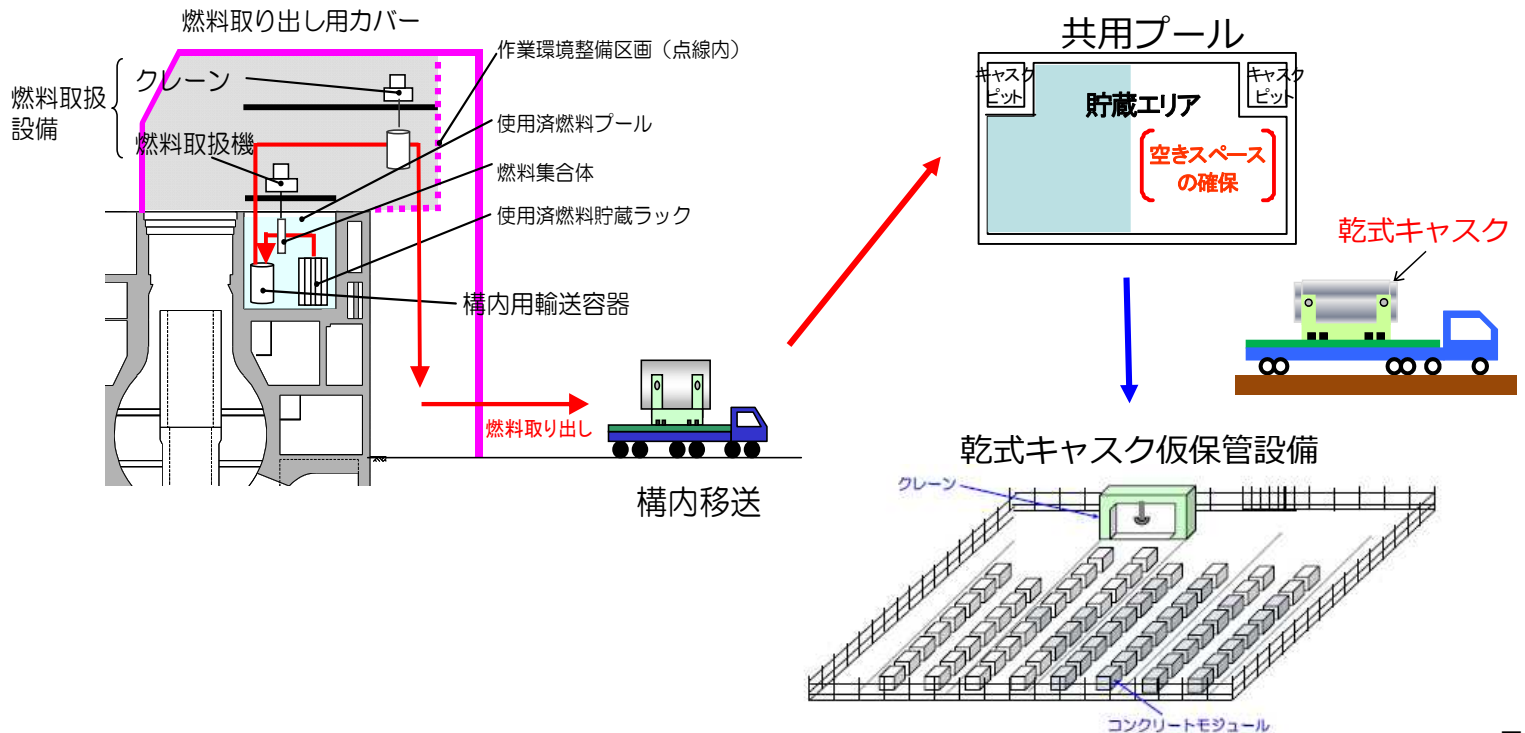 燃料取り出し用カバー
クレーン
燃料取扱
設備
燃料取扱機
作業環境整備区画（点線内）
使用済燃料プール
燃料集合体
使用済燃料貯蔵ラック
構内用輸送容器
燃料取り出し
構内移送
共用プール
キャスク
ピット
キャスク
ピット
貯蔵エリア
空きスペース
の確保
乾式キャスク
乾式キャスク仮保管設備
クレーン
コンクリートモジュール